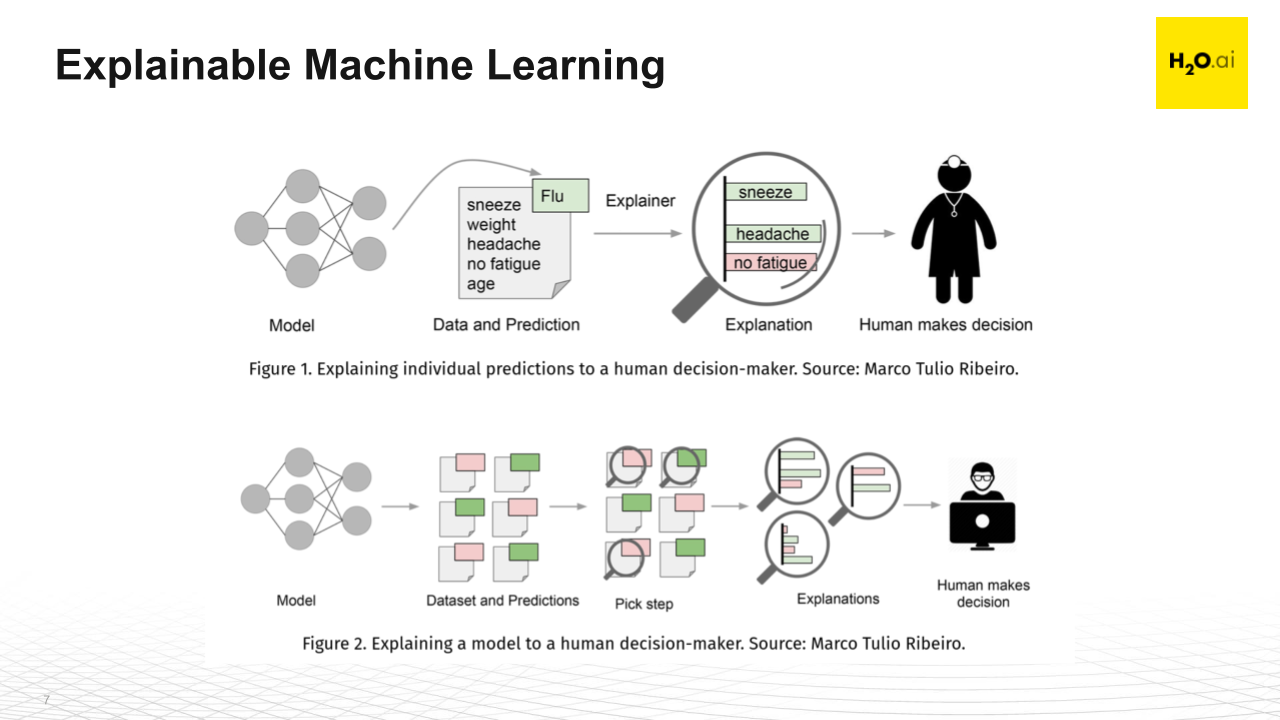 Explainable Machine Learning
H2O.ai
Flu
sneeze
weight
headache
no fatigue
age
Explainer
sneeze
headache
no fatigue
Model
Data and Prediction
Explanation
Human makes decision
Figure 1. Explaining individual predictions to a human decision-maker. Source: Marco Tulio Ribeiro.
Model
Dataset and Predictions
Pick step
Explanations
Human makes
decision
Figure 2. Explaining a model to a human decision-maker. Source: Marco Tulio Ribeiro.
7